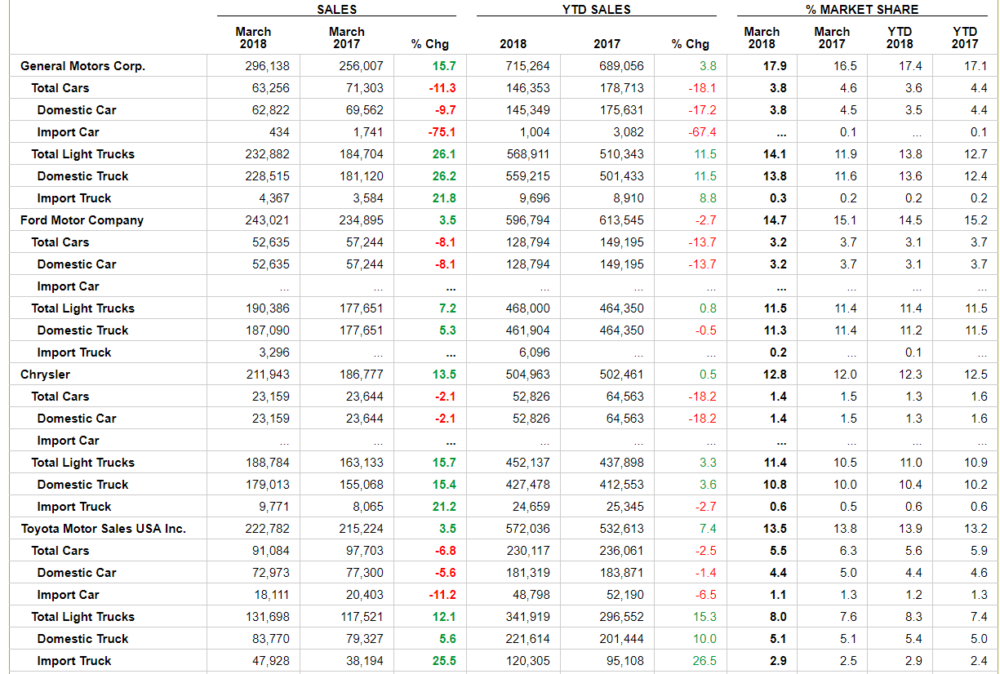 SALES YTD SALES % MARKET SHARE
March March March March YTD YTD
2018 2017 % Chg 2018 2017 % Chg 2018 2017 2018 2017
General Motors Corp. 296,138 256,007 15.7 715,264 689,056 3.8 17.9 16.5 17.4 17.1
Total Cars 63,256 71,303 -11.3 146,353 178,713 -18.1 3.8 4.6 3.6 4.4
Domestic Car 62,822 69,562 -9.7 145,349 175,631 -17.2 3.8 4.5 3.5 4.4
Import Car 434 1,741 -75.1 1,004 3,082 -67.4 ... 0.1 ... 0.1
Total Light Trucks 232,882 184,704 26.1 568,911 510,343 11.5 14.1 11.9 13.8 12.7
Domestic Truck 228,515 181,120 26.2 559,215 501,433 11.5 13.8 11.6 13.6 12.4
Import Truck 4,367 3,584 21.8 9,696 8,910 8.8 0.3 0.2 0.2 0.2
Ford Motor Company 243,021 234,895 3.5 596,794 613,545 -2.7 14.7 15.1 14.5 15.2
Total Cars 52,635 57,244 -8.1 128,794 149,195 -13.7 3.2 3.7 3.1 3.7
Domestic Car 52,635 57,244 -8.1 128,794 149,195 -13.7 3.2 3.7 3.1 3.7
Import Car ... ... ... ... ... ... ... ... ... ...
Total Light Trucks 190,386 177,651 7.2 468,000 464,350 0.8 11.5 11.4 11.4 11.5
Domestic Truck 187,090 177,651 5.3 461,904 464,350 -0.5 11.3 11.4 11.2 11.5
Import Truck 3,296 ... ... 6,096 ... ... 0.2 ... 0.1 ...
Chrysler 211,943 186,777 13.5 504,963 502,461 0.5 12.8 12.0 12.3 12.5
Total Cars 23,159 23,644 -2.1 52,826 64,563 -18.2 1.4 1.5 1.3 1.6
Domestic Car 23,159 23,644 -2.1 52,826 64,563 -18.2 1.4 1.5 1.3 1.6
Import Car ... ... ... ... ... ... ... ... ... ...
Total Light Trucks 188,784 163,133 15.7 452,137 437,898 3.3 11.4 10.5 11.0 10.9
Domestic Truck 179,013 155,068 15.4 427,478 412,553 3.6 10.8 10.0 10.4 10.2
Import Truck 9,771 8,065 21.2 24,659 25,345 -2.7 0.6 0.5 0.6 0.6
Toyota Motor Sales USA Inc. 222,782 215,224 3.5 572,036 532,613 7.4 13.5 13.8 13.9 13.2
Total Cars 91,084 97,703 -6.8 230,117 236,061 -2.5 5.5 6.3 5.6 5.9
Domestic Car 72,973 77,300 -5.6 181,319 183,871 -1.4 4.4 5.0 4.4 4.6
Import Car 18,111 20,403 -11.2 48,798 52,190 -6.5 1.1 1.3 1.2 1.3
Total Light Trucks 131,698 117,521 12.1 341,919 296,552 15.3 8.0 7.6 8.3 7.4
Domestic Truck 83,770 79,327 5.6 221,614 201,444 10.0 5.1 5.1 5.4 5.0
Import Truck 47,928 38,194 25.5 120,305 95,108 26.5 2.9 2.5 2.9 2.4